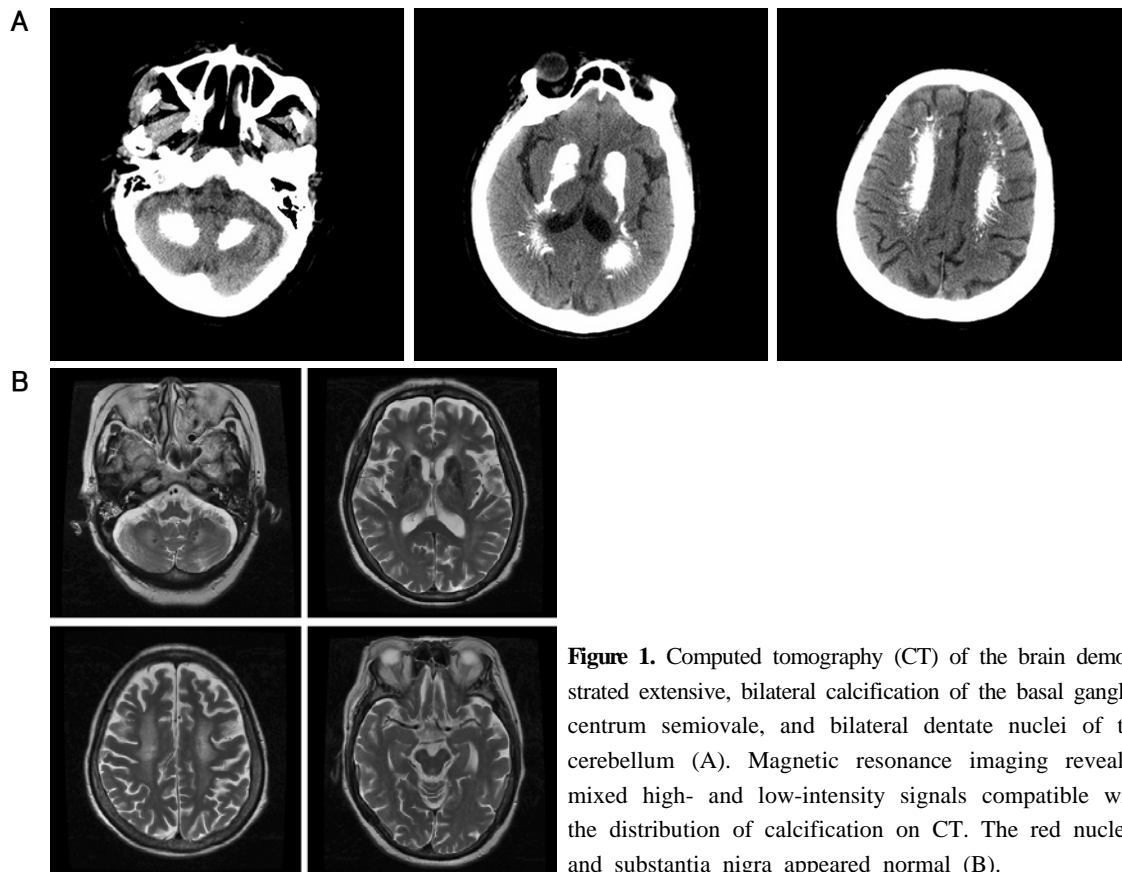 A
B
Figure 1. Computed tomography (CT) of the brain demo
strated extensive, bilateral calcification of the basal gangl
centrum semiovale, and bilateral dentate nuclei of t
cerebellum (A). Magnetic resonance imaging reveal
mixed high- and low-intensity signals compatible w
the distribution of calcification on CT. The red nucle
and substantia nigra appeared normal (B).